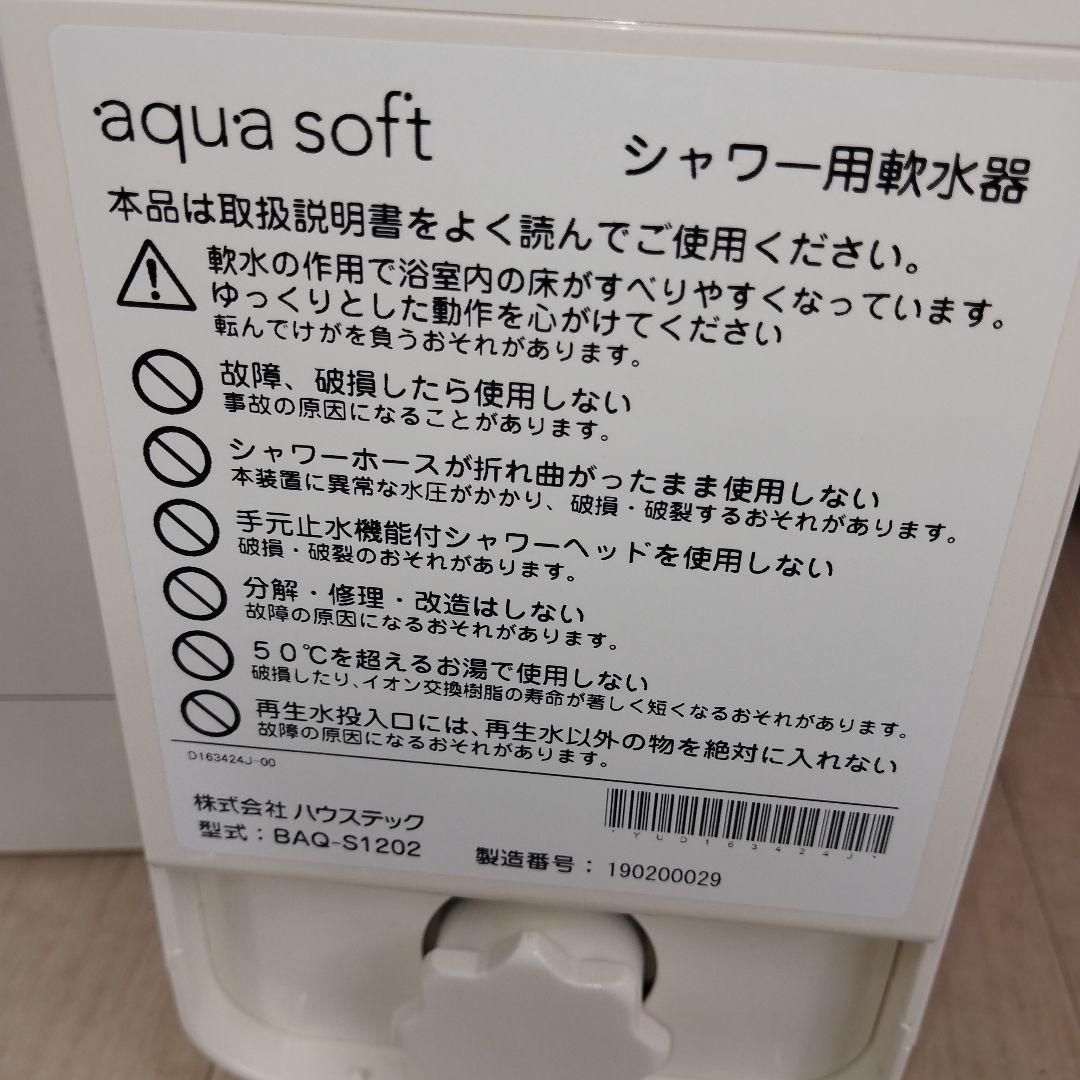 aqua soft
シャワー用軟水器
本品は取扱説明書をよく読んでご使用ください。
軟水の作用で浴室内の床がすべりやすくなっています。
ゆっくりとした動作を心がけてください
転んでけがを負うおそれがあります。
故障、破損したら使用しない
事故の原因になることがあります。
シャワーホースが折れ曲がったまま使用しない
本装置に異常な水圧がかかり、破損・破裂するおそれがあります。
手元止水機能付シャワーヘッドを使用しない
破損・破裂のおそれがあります。
分解・修理・改造はしない
故障の原因になるおそれがあります。
５０℃を超えるお湯で使用しない
破損したり、イオン交換樹脂の寿命が著しく短くなるおそれがあります。
再生水投入口には、再生水以外の物を絶対に入れない
故障の原因になるおそれがあります。
D163424J-00
株式会社 ハウステック
*YUD163424J*
型式：BAQ-S1202
製造番号：190200029